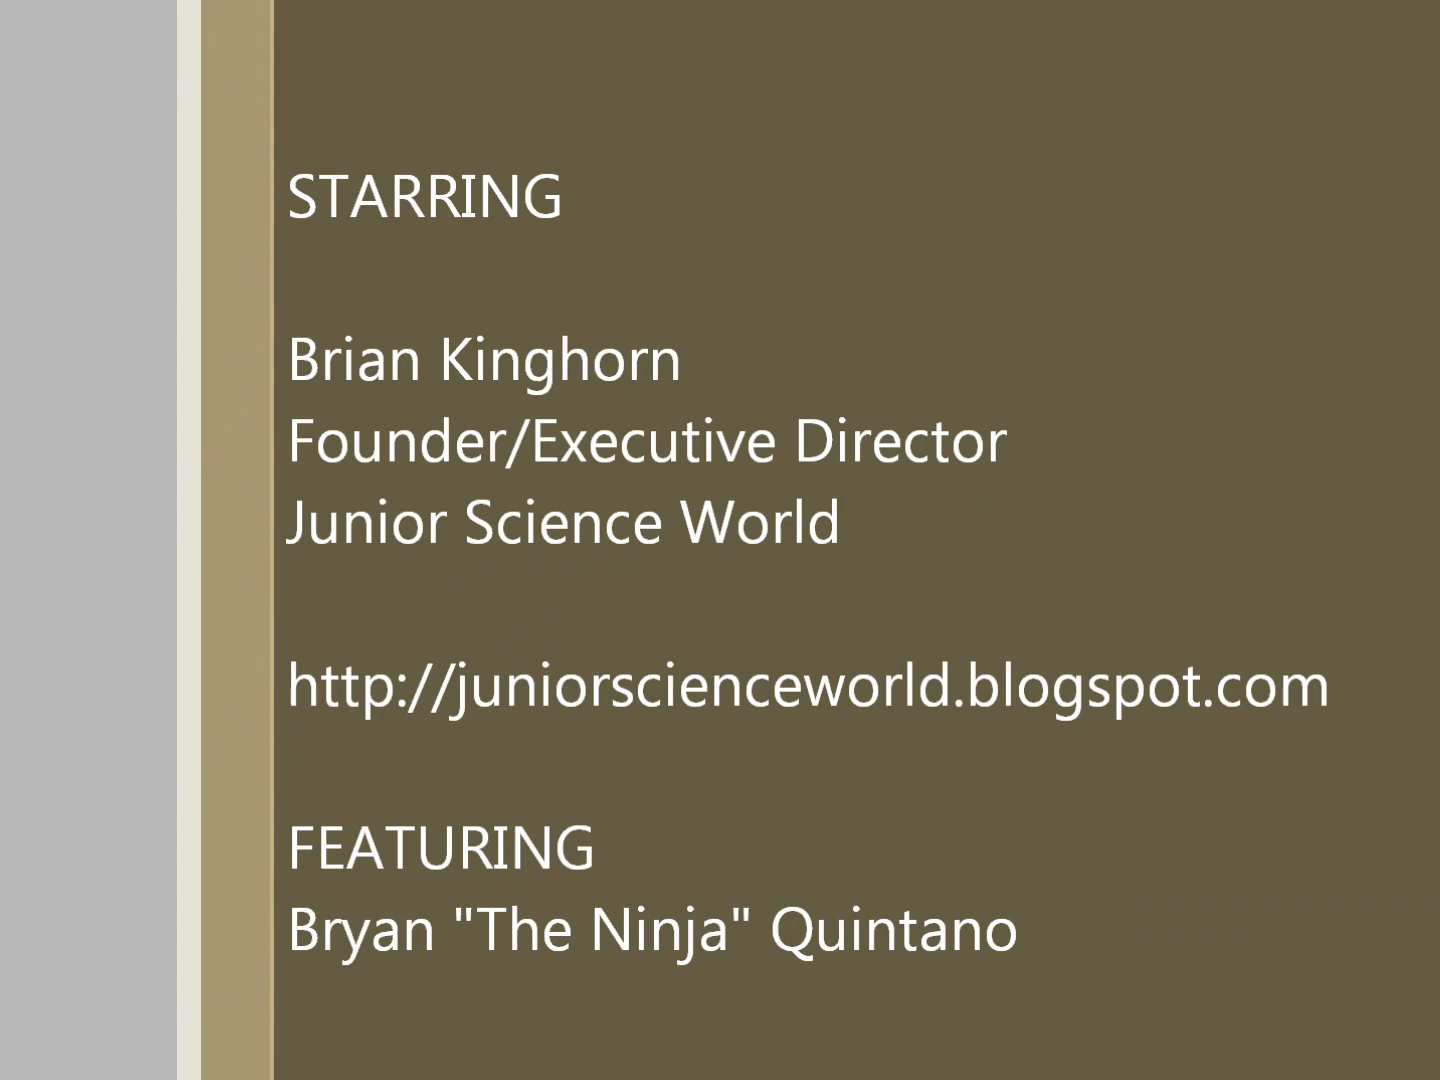 STARRING
Brian Kinghorn
Founder/Executive Director
Junior Science World
http://juniorscienceworld.blogspot.com
FEATURING
Bryan "The Ninja" Quintano